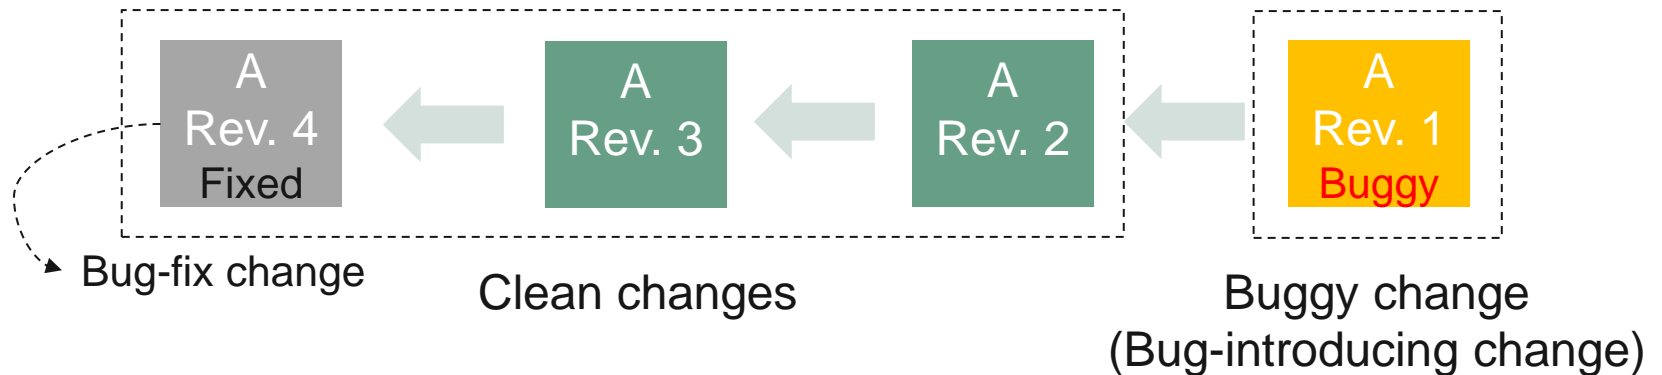 A
Rev. 4
Fixed
A
Rev. 3
A
Rev. 2
A
Rev. 1
Buggy
Bug-fix change
Clean changes
Buggy change
(Bug-introducing change)